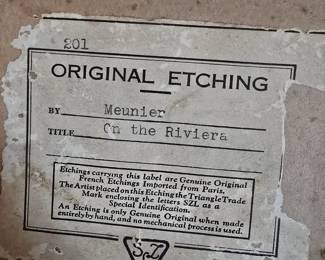 201
ORIGINAL ETCHING
BY Meunier
TITLE On the Riviera
Etchings carrying this label are Genuine Original
French Etchings Imported from Paris.
The Artist placed on this Etching the Triangle Trade
Mark enclosing the letters SZL as a
Special Identification.
An Etching is only Genuine Original when made
entirely by hand, and no mechanical process is used.
SZL